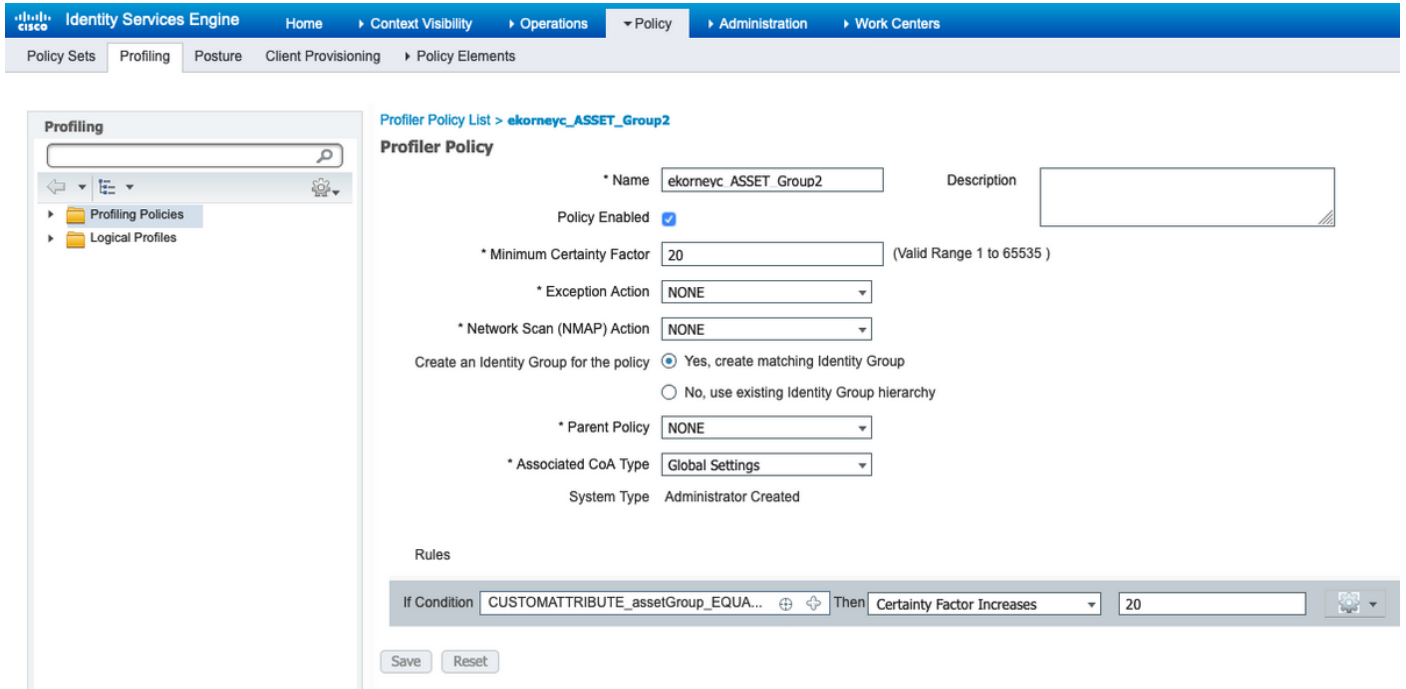 cisco Identity Services Engine Home Context Visibility Operations Policy Administration Work Centers
Policy Sets Profiling Posture Client Provisioning Policy Elements
Profiling
Profiling Policies
Logical Profiles
Profiler Policy List > ekorneyc_ASSET_Group2
Profiler Policy
* Name ekorneyc_ASSET_Group2 Description
Policy Enabled
* Minimum Certainty Factor 20 (Valid Range 1 to 65535 )
* Exception Action NONE
* Network Scan (NMAP) Action NONE
Create an Identity Group for the policy Yes, create matching Identity Group
No, use existing Identity Group hierarchy
* Parent Policy NONE
* Associated CoA Type Global Settings
System Type Administrator Created
Rules
If Condition CUSTOMATTRIBUTE_assetGroup_EQUA... Then Certainty Factor Increases 20
Save Reset